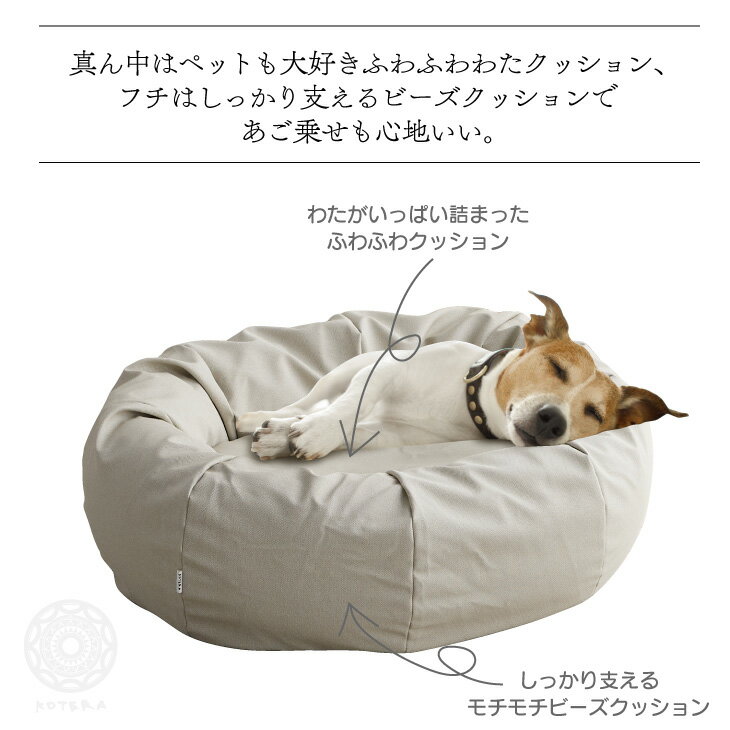 真ん中はペットも大好きふわふわわたクッション、
フチはしっかり支えるビーズクッションで
あご乗せも心地いい。
わたがいっぱい詰まった
ふわふわクッション
しっかり支える
モチモチビーズクッション
KOTERA